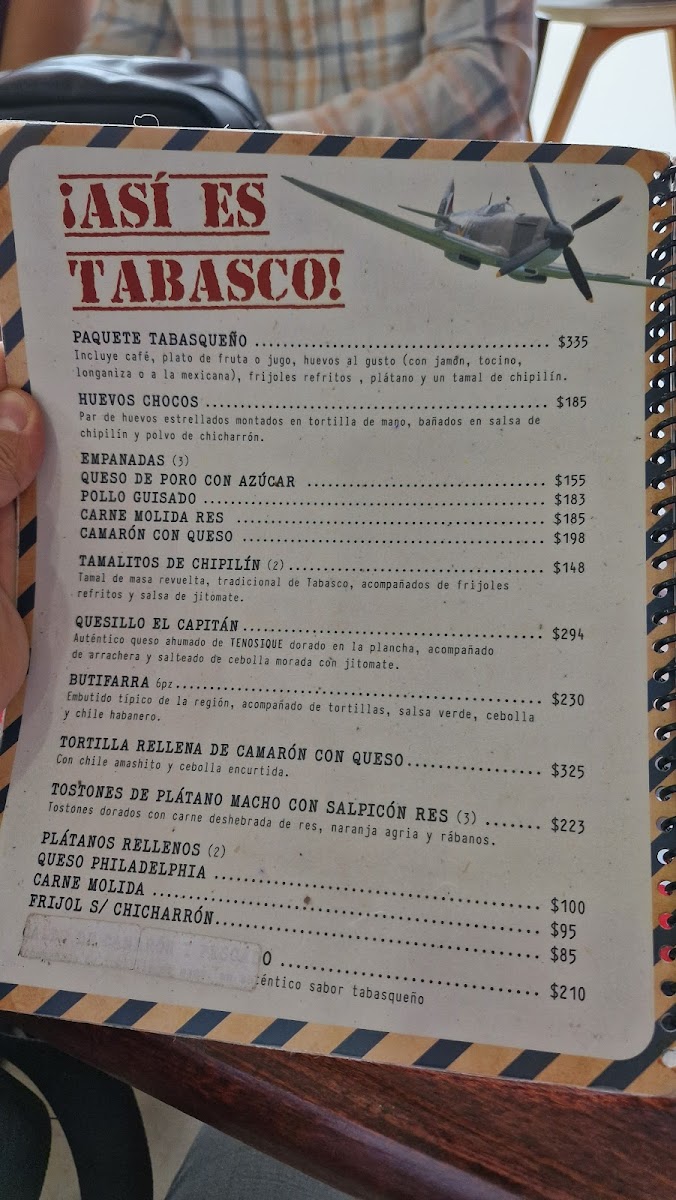 ¡ASÍ ES
TABASCO!
PAQUETE TABASQUEÑO ........................................ $335
Incluye café, plato de fruta o jugo, huevos al gusto (con jamón, tocino,
longaniza o a la mexicana), frijoles refritos , plátano y un tamal de chipilín.
HUEVOS CHOCOS ........................................ $185
Par de huevos estrellados montados en tortilla de mano, bañados en salsa de
chipilín y polvo de chicharrón.
EMPANADAS (3)
QUESO DE PORO CON AZÚCAR ........................................ $155
POLLO GUISADO ........................................ $183
CARNE MOLIDA RES ........................................ $185
CAMARÓN CON QUESO ........................................ $198
TAMALITOS DE CHIPILÍN (2) ........................................ $148
Tamal de masa revuelta, tradicional de Tabasco, acompañados de frijoles
refritos y salsa de jitomate.
QUESILLO EL CAPITÁN ........................................ $294
Auténtico queso ahumado de TENOSIQUE dorado en la plancha, acompañado
de arrachera y salteado de cebolla morada con jitomate.
BUTIFARRA 6pz ........................................ $230
Embutido típico de la región, acompañado de tortillas, salsa verde, cebolla
y chile habanero.
TORTILLA RELLENA DE CAMARÓN CON QUESO ................. $325
Con chile amashito y cebolla encurtida.
TOSTONES DE PLÁTANO MACHO CON SALPICÓN RES (3) ....... $223
Tostones dorados con carne deshebrada de res, naranja agria y rábanos.
PLÁTANOS RELLENOS (2)
QUESO PHILADELPHIA ........................................ $100
CARNE MOLIDA ........................................ $95
FRIJOL S/ CHICHARRÓN ........................................ $85
O ................................ $210
téntico sabor tabasqueño